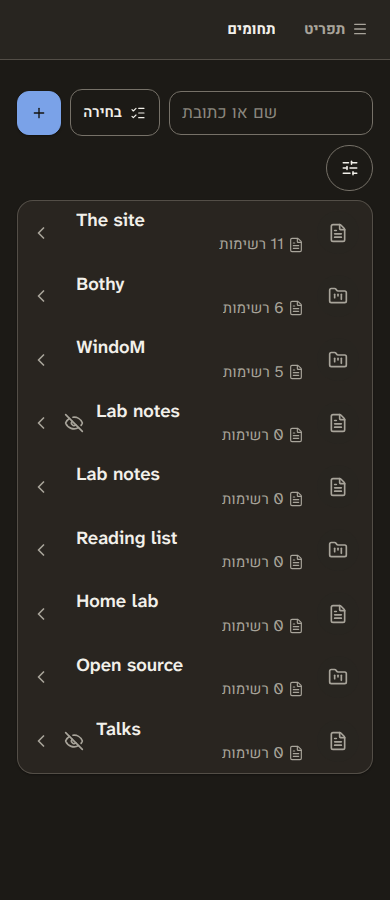 תפריט
תחומים
שם או כתובת
בחירה
The site
11 רשימות
Bothy
6 רשימות
WindoM
5 רשימות
Lab notes
0 רשימות
Lab notes
0 רשימות
Reading list
0 רשימות
Home lab
0 רשימות
Open source
0 רשימות
Talks
0 רשימות